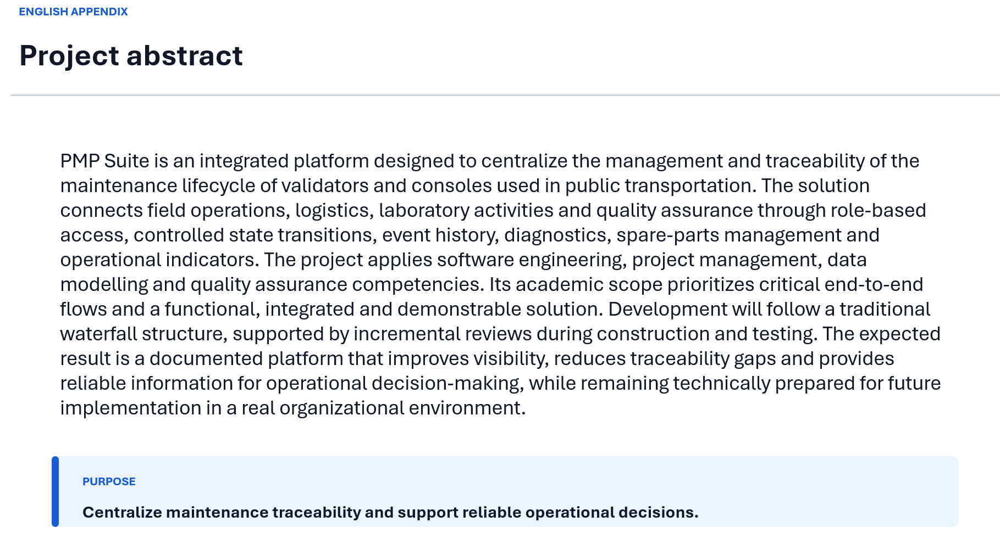 ENGLISH APPENDIX
Project abstract
PMP Suite is an integrated platform designed to centralize the management and traceability of the
maintenance lifecycle of validators and consoles used in public transportation. The solution
connects field operations, logistics, laboratory activities and quality assurance through role-based
access, controlled state transitions, event history, diagnostics, spare-parts management and
operational indicators. The project applies software engineering, project management, data
modelling and quality assurance competencies. Its academic scope prioritizes critical end-to-end
flows and a functional, integrated and demonstrable solution. Development will follow a traditional
waterfall structure, supported by incremental reviews during construction and testing. The expected
result is a documented platform that improves visibility, reduces traceability gaps and provides
reliable information for operational decision-making, while remaining technically prepared for future
implementation in a real organizational environment.
PURPOSE
Centralize maintenance traceability and support reliable operational decisions.